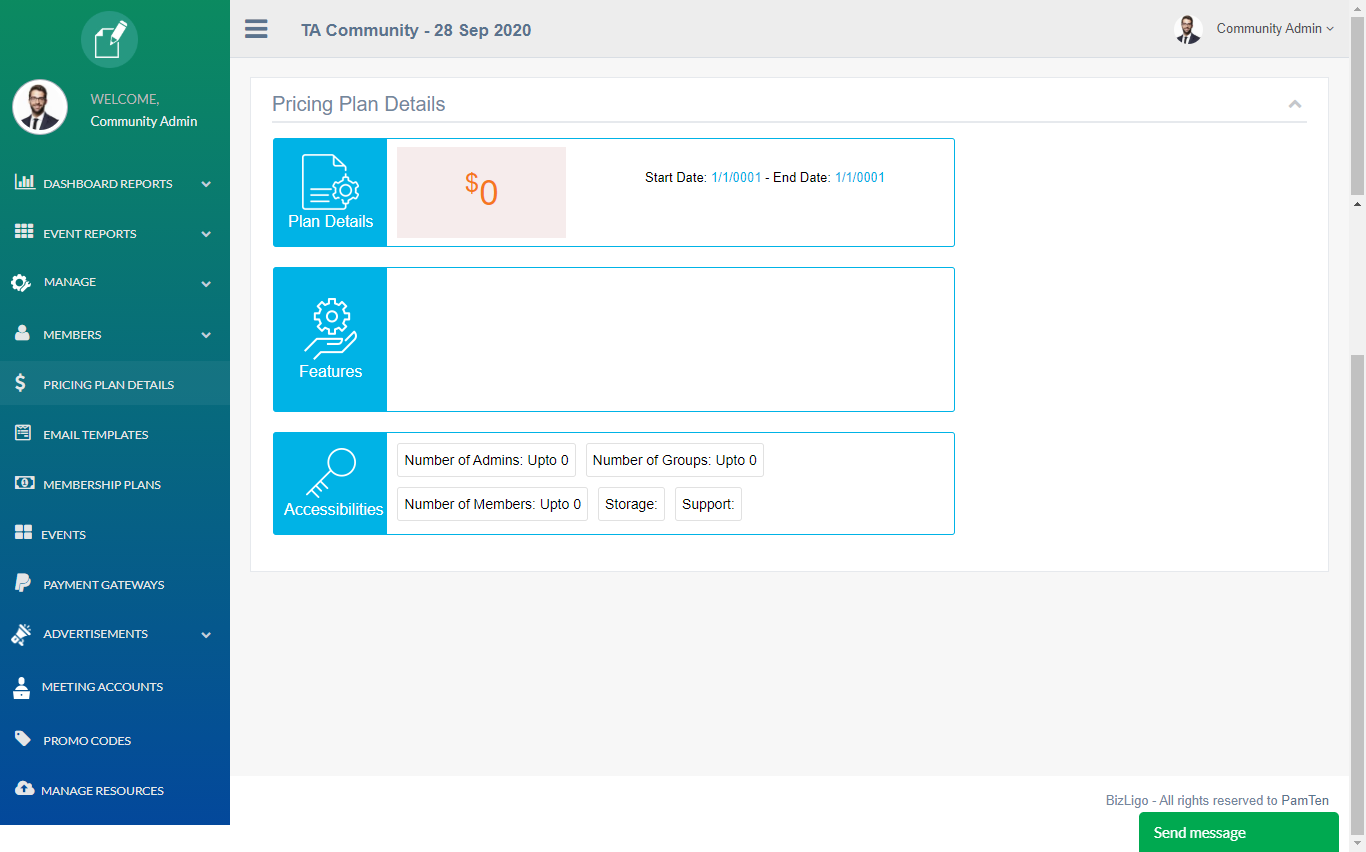 TA Community - 28 Sep 2020
Community Admin
WELCOME,
Community Admin
DASHBOARD REPORTS
EVENT REPORTS
MANAGE
MEMBERS
PRICING PLAN DETAILS
EMAIL TEMPLATES
MEMBERSHIP PLANS
EVENTS
PAYMENT GATEWAYS
ADVERTISEMENTS
MEETING ACCOUNTS
PROMO CODES
MANAGE RESOURCES
Pricing Plan Details
Plan Details
$0
Start Date: 1/1/0001 - End Date: 1/1/0001
Features
Accessibilities
Number of Admins: Upto 0 Number of Groups: Upto 0
Number of Members: Upto 0 Storage: Support:
BizLigo - All rights reserved to PamTen
Send message